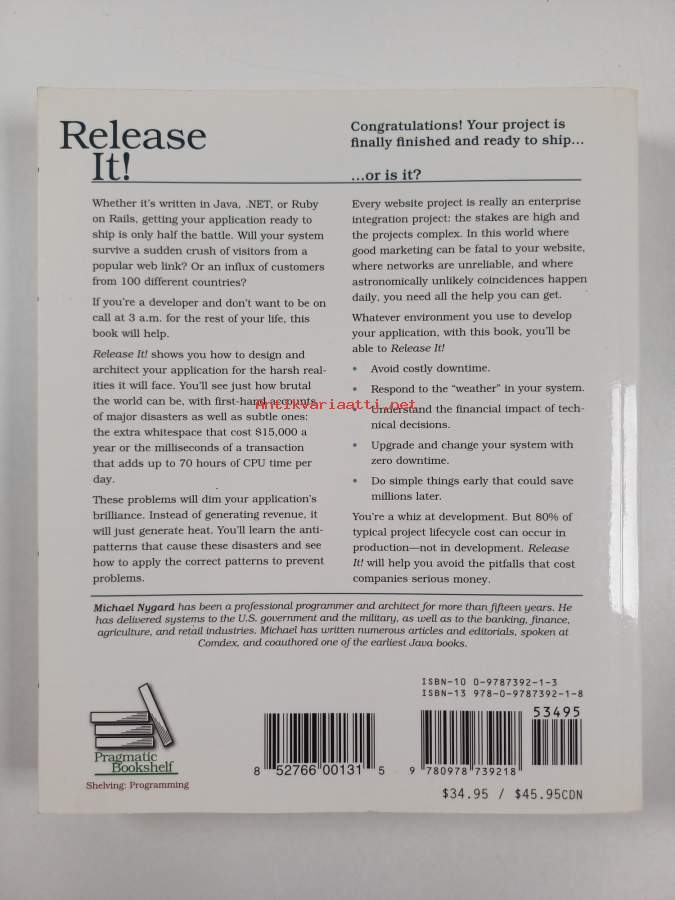 Release
It!
Congratulations! Your project is
finally finished and ready to ship...
...or is it?
Whether it's written in Java, .NET, or Ruby
on Rails, getting your application ready to
ship is only half the battle. Will your system
survive a sudden crush of visitors from a
popular web link? Or an influx of customers
from 100 different countries?
If you're a developer and don't want to be on
call at 3 a.m. for the rest of your life, this
book will help.
Release It! shows you how to design and
architect your application for the harsh real-
ities it will face. You'll see just how brutal
the world can be, with first-hand accounts
of major disasters as well as subtle ones:
the extra whitespace that cost $15,000 a
year or the milliseconds of a transaction
that adds up to 70 hours of CPU time per
day.
These problems will dim your application's
brilliance. Instead of generating revenue, it
will just generate heat. You'll learn the anti-
patterns that cause these disasters and see
how to apply the correct patterns to prevent
problems.
Every website project is really an enterprise
integration project: the stakes are high and
the projects complex. In this world where
good marketing can be fatal to your website,
where networks are unreliable, and where
astronomically unlikely coincidences happen
daily, you need all the help you can get.
Whatever environment you use to develop
your application, with this book, you'll be
able to Release It!
• Avoid costly downtime.
• Respond to the "weather" in your system.
• Understand the financial impact of tech-
nical decisions.
• Upgrade and change your system with
zero downtime.
• Do simple things early that could save
millions later.
You're a whiz at development. But 80% of
typical project lifecycle cost can occur in
production—not in development. Release
It! will help you avoid the pitfalls that cost
companies serious money.
Antikvariaatti.net
Michael Nygard has been a professional programmer and architect for more than fifteen years. He
has delivered systems to the U.S. government and the military, as well as to the banking, finance,
agriculture, and retail industries. Michael has written numerous articles and editorials, spoken at
Comdex, and coauthored one of the earliest Java books.
Pragmatic
Bookshelf
Shelving: Programming
8 52766 00131 5
ISBN-10 0-9787392-1-3
ISBN-13 978-0-9787392-1-8
53495
9 780978 739218
$34.95 / $45.95CDN